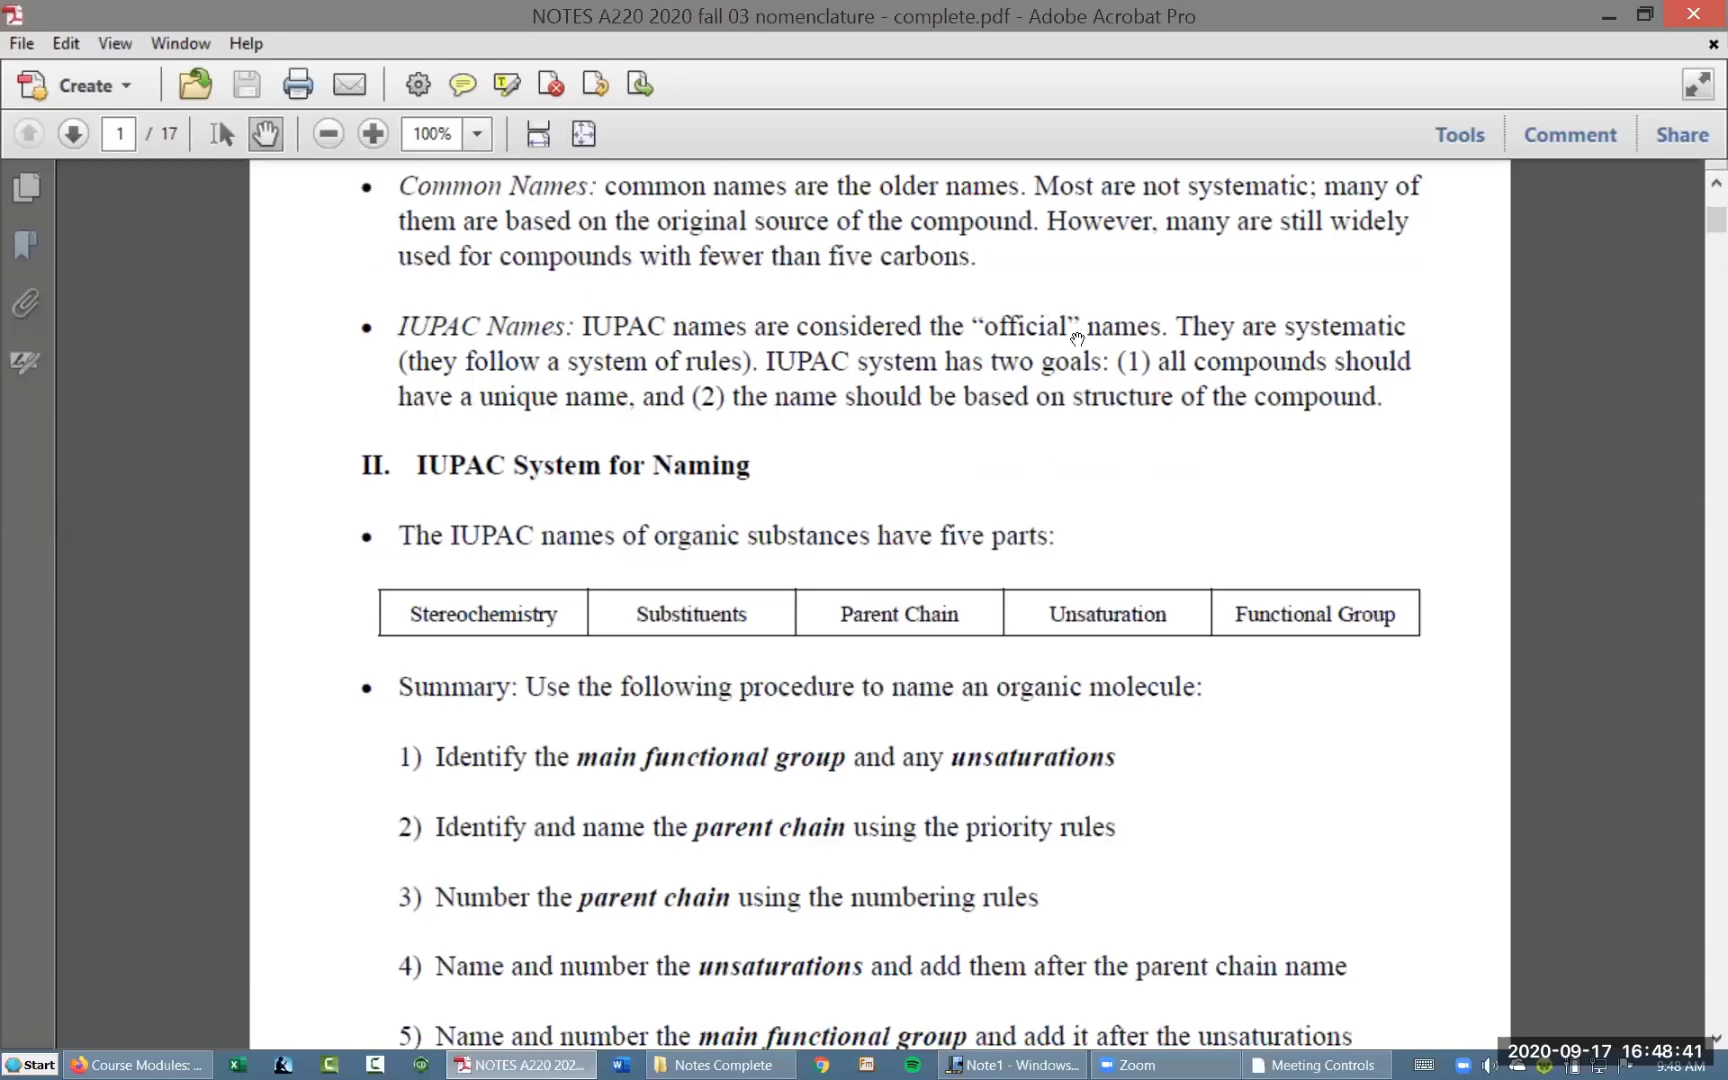 NOTES A220 2020 fall 03 nomenclature - complete.pdf - Adobe Acrobat Pro
File Edit View Window Help
Create
1 / 17 100% Tools Comment Share
• Common Names: common names are the older names. Most are not systematic; many of
them are based on the original source of the compound. However, many are still widely
used for compounds with fewer than five carbons.
• IUPAC Names: IUPAC names are considered the “official” names. They are systematic
(they follow a system of rules). IUPAC system has two goals: (1) all compounds should
have a unique name, and (2) the name should be based on structure of the compound.
II. IUPAC System for Naming
• The IUPAC names of organic substances have five parts:
Stereochemistry Substituents Parent Chain Unsaturation Functional Group
• Summary: Use the following procedure to name an organic molecule:
1) Identify the main functional group and any unsaturations
2) Identify and name the parent chain using the priority rules
3) Number the parent chain using the numbering rules
4) Name and number the unsaturations and add them after the parent chain name
5) Name and number the main functional group and add it after the unsaturations
Start Course Modules: ... NOTES A220 202... Notes Complete Note1 - Windows... Zoom Meeting Controls
2020-09-17 16:48:41
9:48 AM